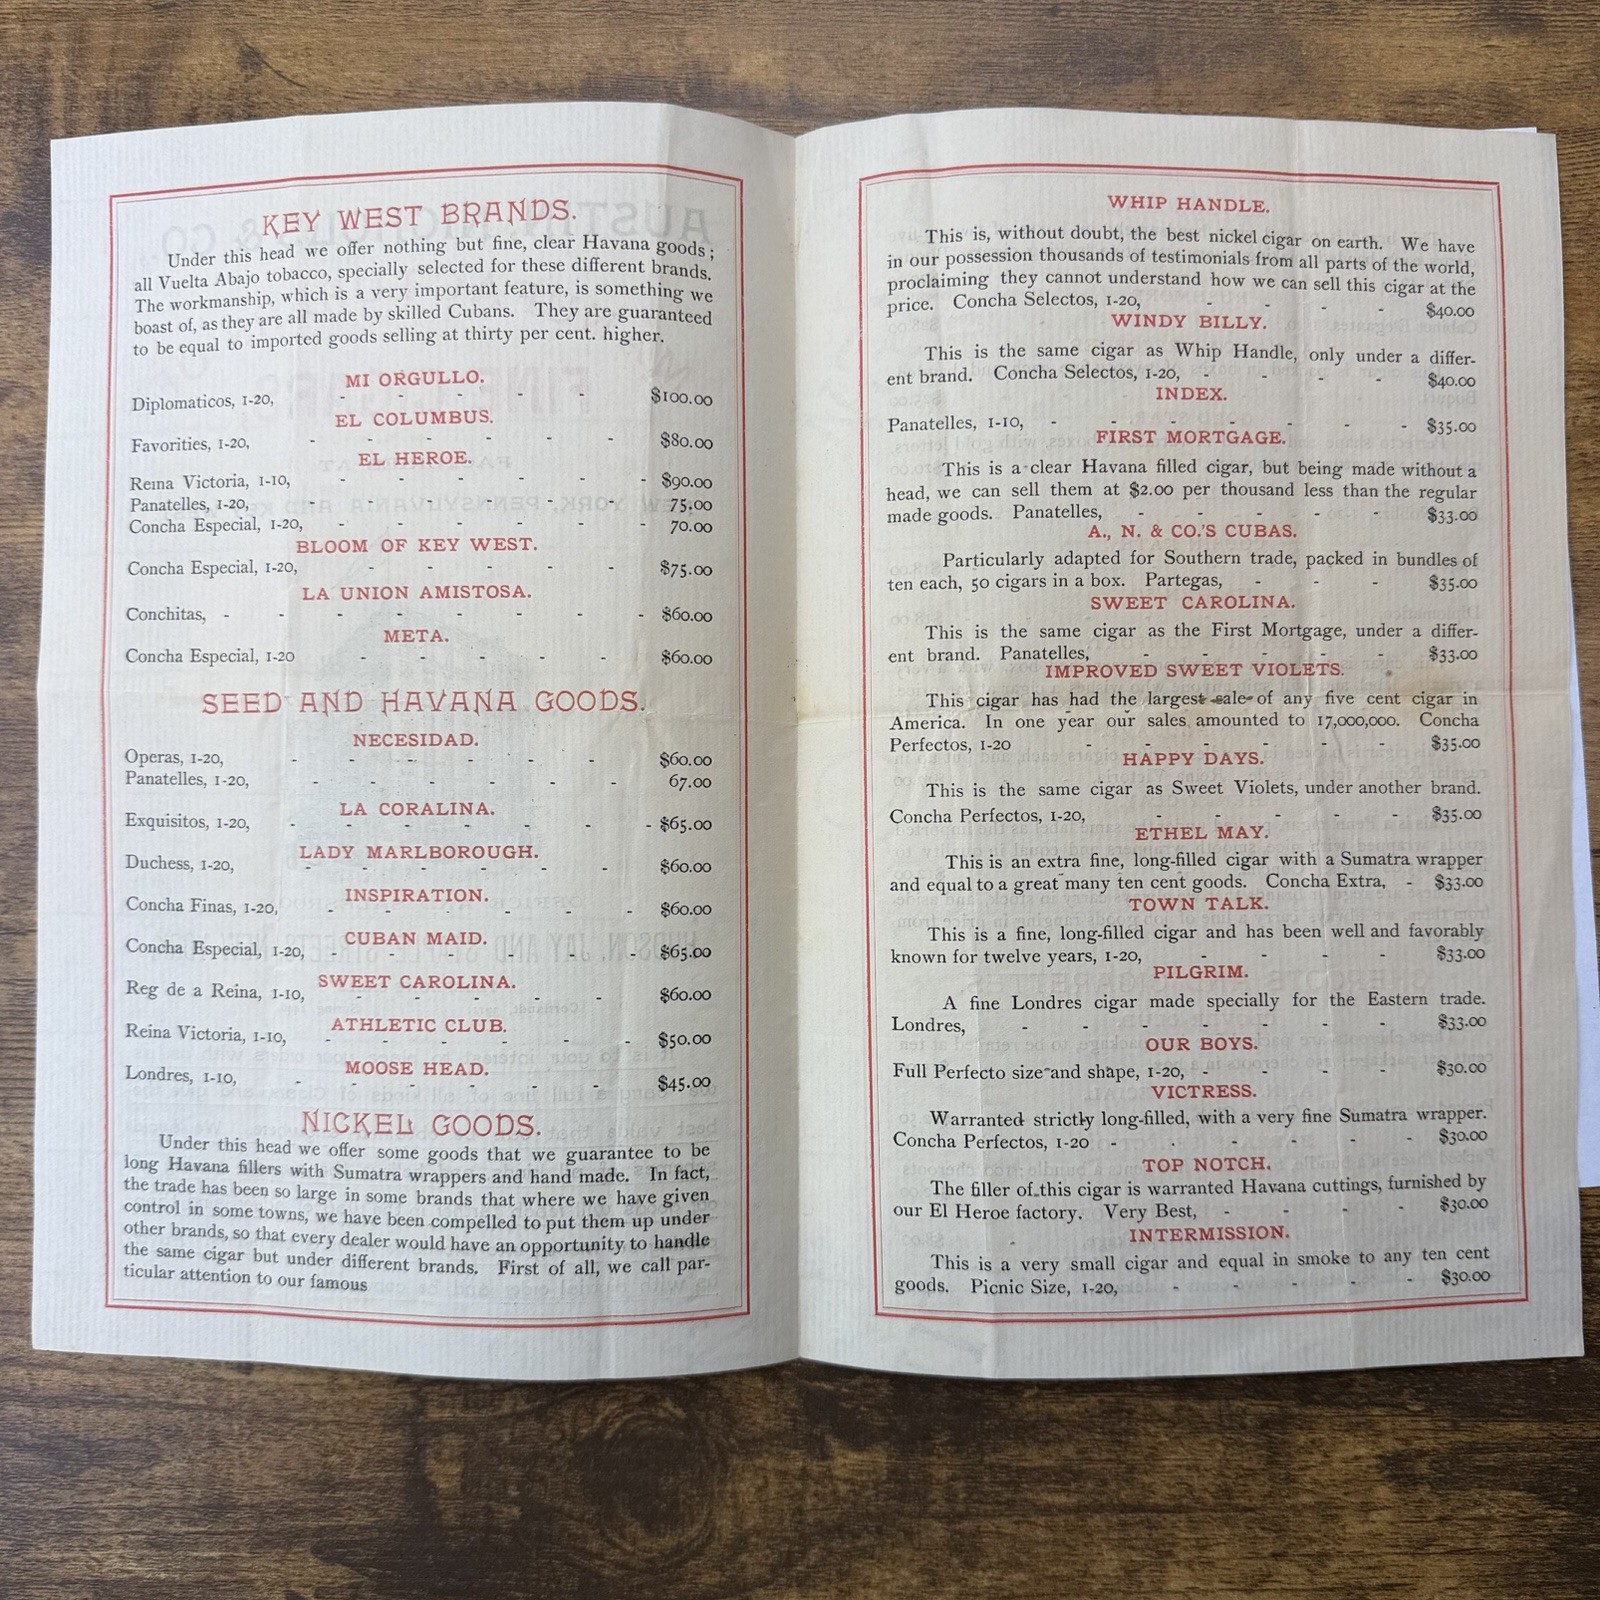 KEY WEST BRANDS.
Under this head we offer nothing but fine, clear Havana goods;
all Vuelta Abajo tobacco, specially selected for these different brands.
The workmanship, which is a very important feature, is something we
boast of, as they are all made by skilled Cubans. They are guaranteed
to be equal to imported goods selling at thirty per cent. higher.
MI ORGULLO.
Diplomaticos, 1-20, - - - - - $100.00
EL COLUMBUS.
Favorities, 1-20, - - - - - - $80.00
EL HEROE.
Reina Victoria, 1-10, - - - - - - $90.00
Panatelles, 1-20, - - - - - - 75.00
Concha Especial, 1-20, - - - - - - 70.00
BLOOM OF KEY WEST.
Concha Especial, 1-20, - - - - - $75.00
LA UNION AMISTOSA.
Conchitas, - - - - - - - - $60.00
META.
Concha Especial, 1-20 - - - - - $60.00
SEED AND HAVANA GOODS.
NECESIDAD.
Operas, 1-20, - - - - - - $60.00
Panatelles, 1-20, - - - - - - 67.00
LA CORALINA.
Exquisitos, 1-20, - - - - - - - $65.00
LADY MARLBOROUGH.
Duchess, 1-20, - - - - - - $60.00
INSPIRATION.
Concha Finas, 1-20, - - - - - - $60.00
CUBAN MAID.
Concha Especial, 1-20, - - - - - - $65.00
SWEET CAROLINA.
Reg de a Reina, 1-10, - - - - - $60.00
ATHLETIC CLUB.
Reina Victoria, 1-10, - - - - - - $50.00
MOOSE HEAD.
Londres, 1-10, - - - - - - $45.00
NICKEL GOODS.
Under this head we offer some goods that we guarantee to be
long Havana fillers with Sumatra wrappers and hand made. In fact,
the trade has been so large in some brands that where we have given
control in some towns, we have been compelled to put them up under
other brands, so that every dealer would have an opportunity to handle
the same cigar but under different brands. First of all, we call par-
ticular attention to our famous
WHIP HANDLE.
This is, without doubt, the best nickel cigar on earth. We have
in our possession thousands of testimonials from all parts of the world,
proclaiming they cannot understand how we can sell this cigar at the
price. Concha Selectos, 1-20, - - - - $40.00
WINDY BILLY.
This is the same cigar as Whip Handle, only under a differ-
ent brand. Concha Selectos, 1-20, - - - - $40.00
INDEX.
Panatelles, 1-10, - - - - - - - $35.00
FIRST MORTGAGE.
This is a clear Havana filled cigar, but being made without a
head, we can sell them at $2.00 per thousand less than the regular
made goods. Panatelles, - - - - - $33.00
A., N. & CO.'S CUBAS.
Particularly adapted for Southern trade, packed in bundles of
ten each, 50 cigars in a box. Partegas, - - - $35.00
SWEET CAROLINA.
This is the same cigar as the First Mortgage, under a differ-
ent brand. Panatelles, - - - - - $33.00
IMPROVED SWEET VIOLETS.
This cigar has had the largest sale of any five cent cigar in
America. In one year our sales amounted to 17,000,000. Concha
Perfectos, 1-20 - - - - - - $35.00
HAPPY DAYS.
This is the same cigar as Sweet Violets, under another brand.
Concha Perfectos, 1-20, - - - - - $35.00
ETHEL MAY.
This is an extra fine, long-filled cigar with a Sumatra wrapper
and equal to a great many ten cent goods. Concha Extra, - $33.00
TOWN TALK.
This is a fine, long-filled cigar and has been well and favorably
known for twelve years, 1-20, - - - - - $33.00
PILGRIM.
A fine Londres cigar made specially for the Eastern trade.
Londres, - - - - - - - $33.00
OUR BOYS.
Full Perfecto size and shape, 1-20, - - - - $30.00
VICTRESS.
Warranted strictly long-filled, with a very fine Sumatra wrapper.
Concha Perfectos, 1-20 - - - - - - $30.00
TOP NOTCH.
The filler of this cigar is warranted Havana cuttings, furnished by
our El Heroe factory. Very Best, - - - - $30.00
INTERMISSION.
This is a very small cigar and equal in smoke to any ten cent
goods. Picnic Size, 1-20, - - - - - $30.00